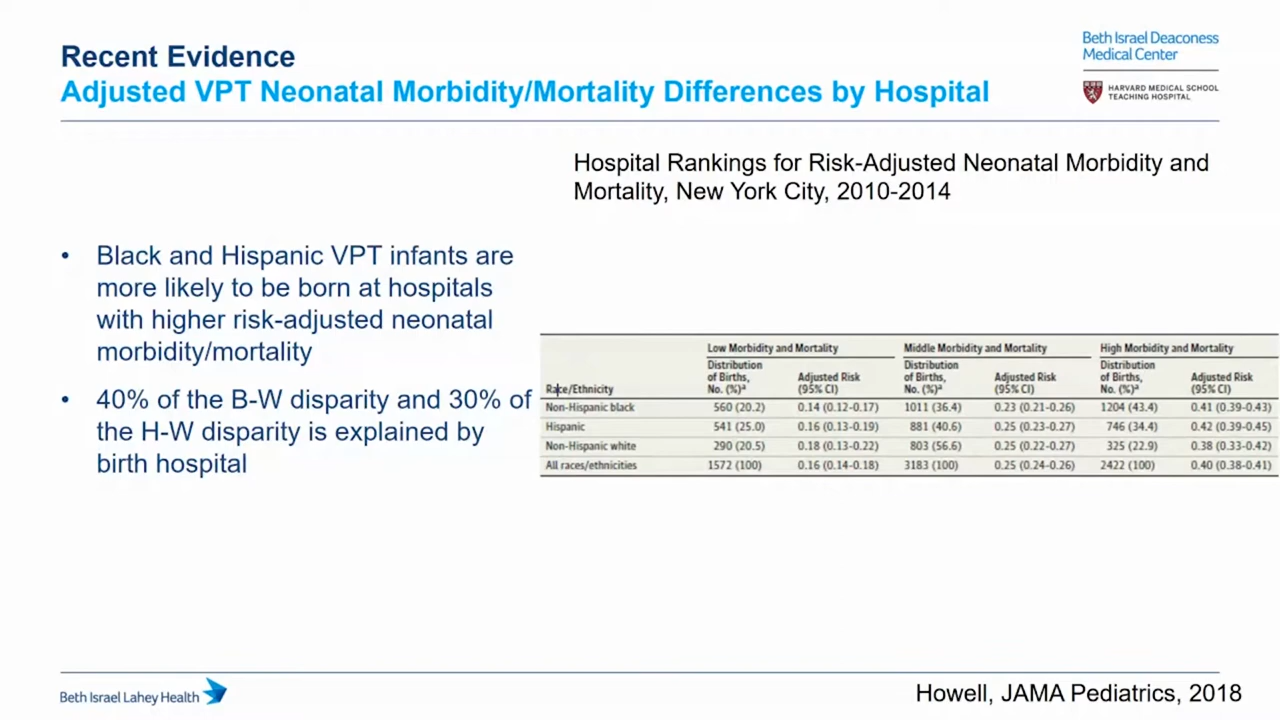 Recent Evidence
Adjusted VPT Neonatal Morbidity/Mortality Differences by Hospital
Beth Israel Deaconess
Medical Center
HARVARD MEDICAL SCHOOL
TEACHING HOSPITAL
Hospital Rankings for Risk-Adjusted Neonatal Morbidity and
Mortality, New York City, 2010-2014
• Black and Hispanic VPT infants are
more likely to be born at hospitals
with higher risk-adjusted neonatal
morbidity/mortality
• 40% of the B-W disparity and 30% of
the H-W disparity is explained by
birth hospital
Low Morbidity and Mortality Middle Morbidity and Mortality High Morbidity and Mortality
Distribution Distribution Distribution
of Births, Adjusted Risk of Births, Adjusted Risk of Births, Adjusted Risk
Race/Ethnicity No. (%)a (95% CI) No. (%)a (95% CI) No. (%)a (95% CI)
Non-Hispanic black 560 (20.2) 0.14 (0.12-0.17) 1011 (36.4) 0.23 (0.21-0.26) 1204 (43.4) 0.41 (0.39-0.43)
Hispanic 541 (25.0) 0.16 (0.13-0.19) 881 (40.6) 0.25 (0.23-0.27) 746 (34.4) 0.42 (0.39-0.45)
Non-Hispanic white 290 (20.5) 0.18 (0.13-0.22) 803 (56.6) 0.25 (0.22-0.27) 325 (22.9) 0.38 (0.33-0.42)
All races/ethnicities 1572 (100) 0.16 (0.14-0.18) 3183 (100) 0.25 (0.24-0.26) 2422 (100) 0.40 (0.38-0.41)
Beth Israel Lahey Health
Howell, JAMA Pediatrics, 2018